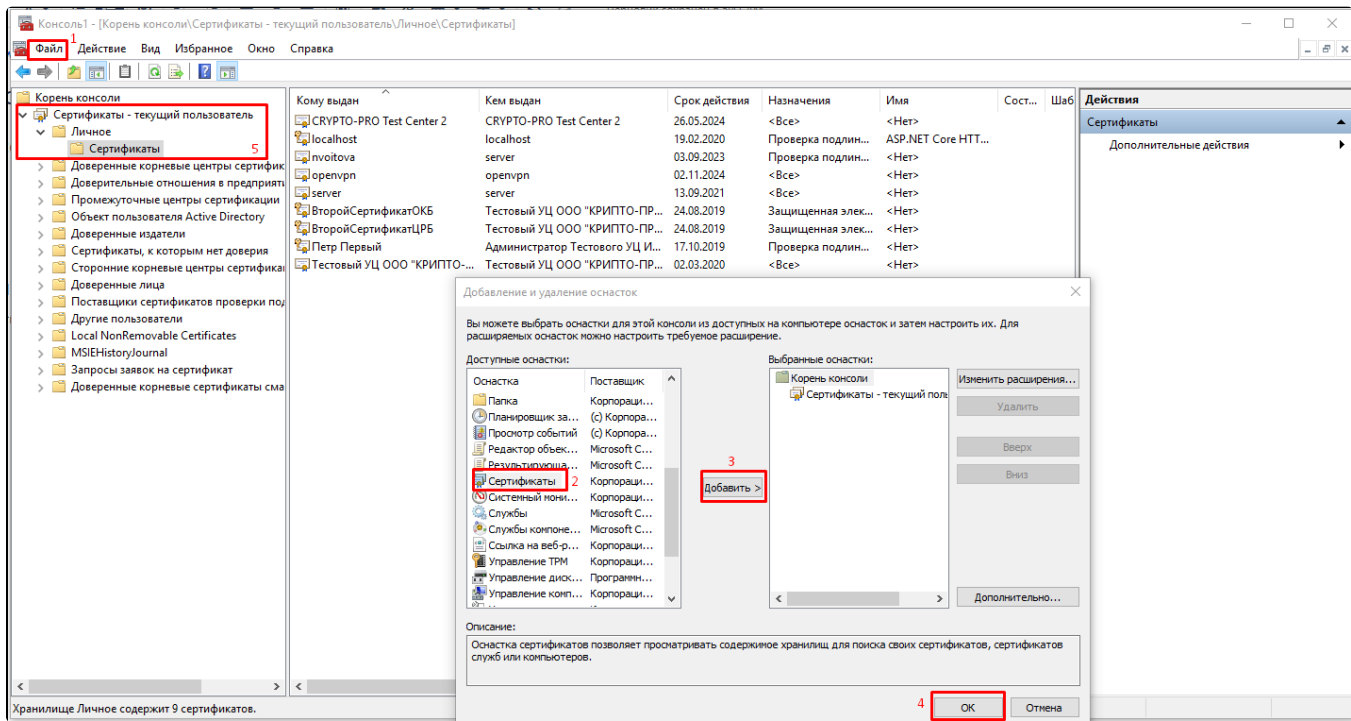 Консоль1 - [Корень консоли\Сертификаты - текущий пользователь\Личное\Сертификаты]
1
Файл Действие Вид Избранное Окно Справка
Корень консоли
Сертификаты - текущий пользователь
Личное
Сертификаты
5
Доверенные корневые центры сертифик
Доверительные отношения в предприят
Промежуточные центры сертификации
Объект пользователя Active Directory
Доверенные издатели
Сертификаты, к которым нет доверия
Сторонние корневые центры сертифика
Доверенные лица
Поставщики сертификатов проверки по
Другие пользователи
Local NonRemovable Certificates
MSIEHistoryJournal
Запросы заявок на сертификат
Доверенные корневые сертификаты сма
Кому выдан Кем выдан Срок действия Назначения Имя Сост... Шаб
CRYPTO-PRO Test Center 2 CRYPTO-PRO Test Center 2 26.05.2024 <Все> <Нет>
localhost localhost 19.02.2020 Проверка подлин... ASP.NET Core HTT...
nvoitova server 03.09.2023 Проверка подлин... <Нет>
openvpn openvpn 02.11.2024 <Все> <Нет>
server server 13.09.2021 <Все> <Нет>
ВторойСертификатОКБ Тестовый УЦ ООО "КРИПТО-ПР... 24.08.2019 Защищенная элек... <Нет>
ВторойСертификатЦРБ Тестовый УЦ ООО "КРИПТО-ПР... 24.08.2019 Защищенная элек... <Нет>
Петр Первый Администратор Тестового УЦ И... 17.10.2019 Проверка подлин... <Нет>
Тестовый УЦ ООО "КРИПТО-... Тестовый УЦ ООО "КРИПТО-ПР... 02.03.2020 <Все> <Нет>
Действия
Сертификаты
Дополнительные действия
Добавление и удаление оснасток
Вы можете выбрать оснастки для этой консоли из доступных на компьютере оснасток и затем настроить их. Для
расширяемых оснасток можно настроить требуемое расширение.
Доступные оснастки:
Оснастка Поставщик
Папка Корпораци...
Планировщик за... (c) Корпора...
Просмотр событий (c) Корпора...
Редактор объек... Microsoft C...
Результирующа... Microsoft C...
Сертификаты 2 Корпораци...
Системный мони... Корпораци...
Службы Microsoft C...
Службы компоне... Microsoft C...
Ссылка на веб-р... Корпораци...
Управление TPM Корпораци...
Управление диск... Программн...
Управление комп... Корпораци...
3
Добавить >
Выбранные оснастки:
Корень консоли
Сертификаты - текущий поль
Изменить расширения...
Удалить
Вверх
Вниз
Дополнительно...
Описание:
Оснастка сертификатов позволяет просматривать содержимое хранилищ для поиска своих сертификатов, сертификатов
служб или компьютеров.
4
ОК Отмена
Хранилище Личное содержит 9 сертификатов.